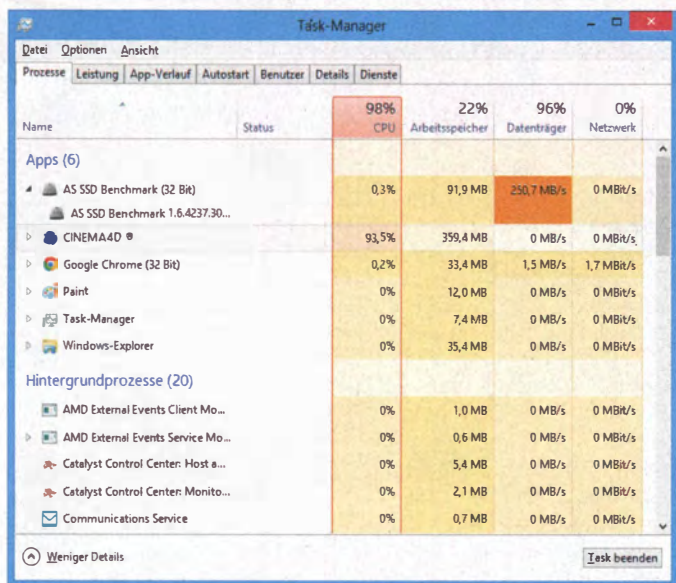 Task-Manager
Datei Optionen Ansicht
Prozesse Leistung App-Verlauf Autostart Benutzer Details Dienste
98% 22% 96% 0%
Name Status CPU Arbeitsspeicher Datenträger Netzwerk
Apps (6)
AS SSD Benchmark (32 Bit) 0,3% 91,9 MB 250,7 MB/s 0 MBit/s
AS SSD Benchmark 1.6.4237.30...
CINEMA4D ® 93,5% 359,4 MB 0 MB/s 0 MBit/s
Google Chrome (32 Bit) 0,2% 33,4 MB 1,5 MB/s 1,7 MBit/s
Paint 0% 12,0 MB 0 MB/s 0 MBit/s
Task-Manager 0% 7,4 MB 0 MB/s 0 MBit/s
Windows-Explorer 0% 35,4 MB 0 MB/s 0 MBit/s
Hintergrundprozesse (20)
AMD External Events Client Mo... 0% 1,0 MB 0 MB/s 0 MBit/s
AMD External Events Service Mo... 0% 0,6 MB 0 MB/s 0 MBit/s
Catalyst Control Center: Host a... 0% 5,4 MB 0 MB/s 0 MBit/s
Catalyst Control Center: Monito... 0% 2,1 MB 0 MB/s 0 MBit/s
Communications Service 0% 0,7 MB 0 MB/s 0 MBit/s
Weniger Details Task beenden